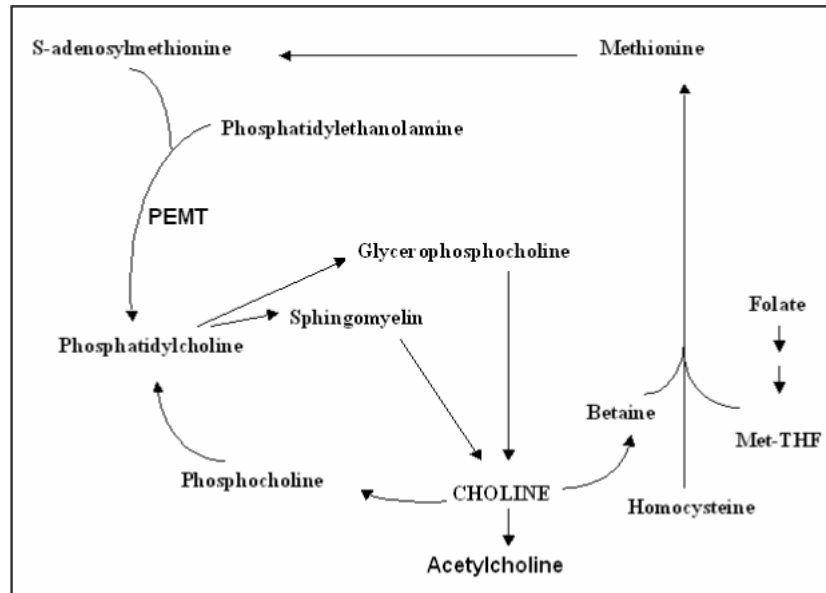 S-adenosylmethionine
Methionine
Phosphatidylethanolamine
PEMT
Glycerophosphocholine
Sphingomyelin
Folate
Phosphatidylcholine
Betaine
Met-THF
Phosphocholine
CHOLINE
Homocysteine
Acetylcholine